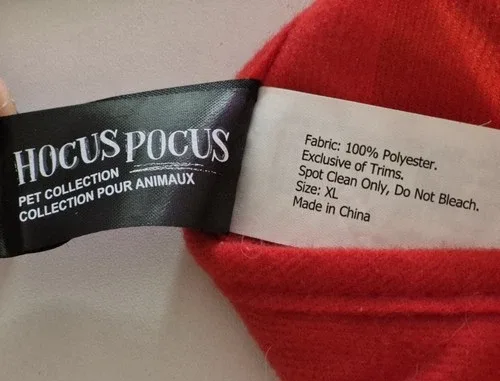 HOCUS POCUS
PET COLLECTION
COLLECTION POUR ANIMAUX
Fabric: 100% Polyester.
Exclusive of Trims.
Spot Clean Only, Do Not Bleach.
Size: XL
Made in China